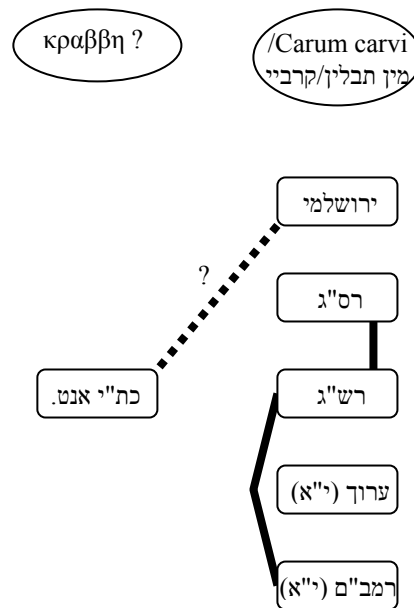 κραββη ?
/Carum carvi
מין תבלין/קרביי
ירושלמי
?
רס"ג
כת"י אנט.
רש"ג
ערוך (י"א)
רמב"ם (י"א)